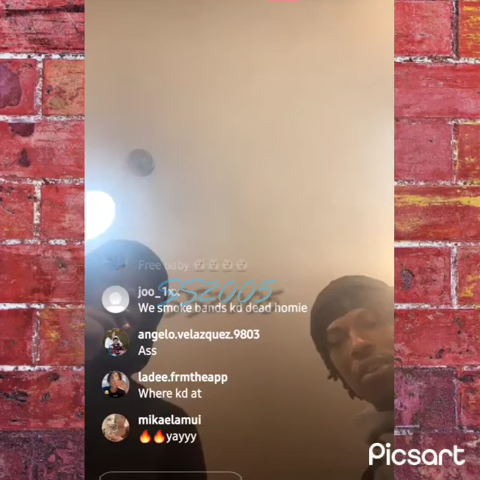 Free baby
joo_1xx
We smoke bands kd dead homie
angelo.velazquez.9803
Ass
ladee.frmtheapp
Where kd at
mikaelamui
🔥🔥yayyy
Picsart